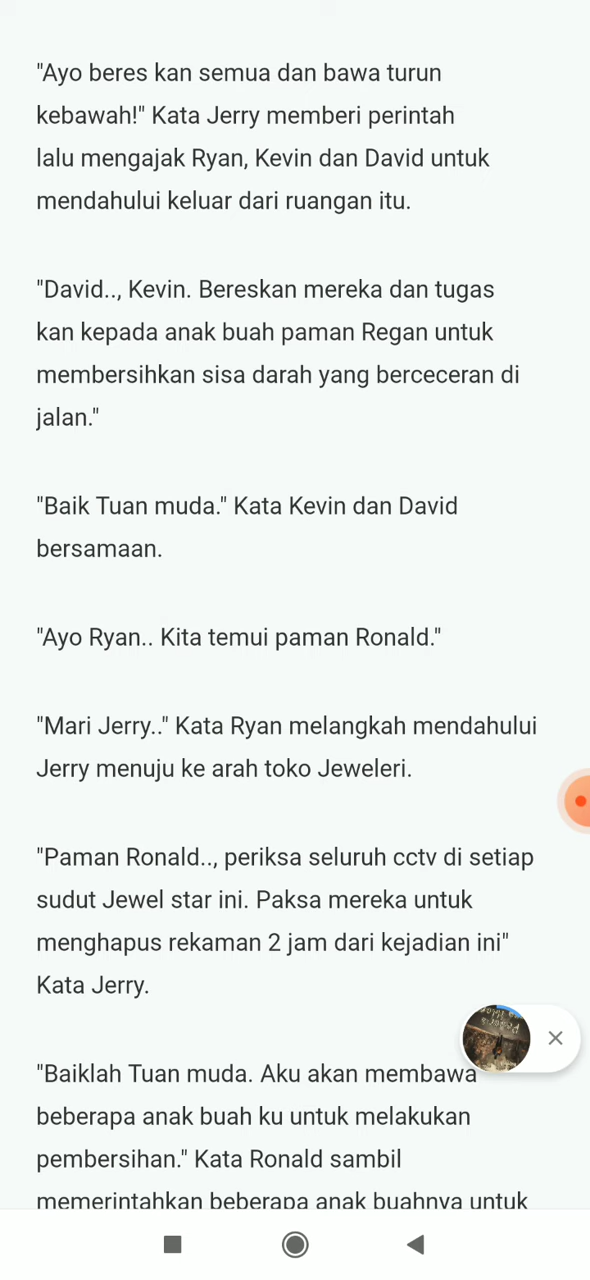 "Ayo beres kan semua dan bawa turun
kebawah!" Kata Jerry memberi perintah
lalu mengajak Ryan, Kevin dan David untuk
mendahului keluar dari ruangan itu.
"David.., Kevin. Bereskan mereka dan tugas
kan kepada anak buah paman Regan untuk
membersihkan sisa darah yang berceceran di
jalan."
"Baik Tuan muda." Kata Kevin dan David
bersamaan.
"Ayo Ryan.. Kita temui paman Ronald."
"Mari Jerry.." Kata Ryan melangkah mendahului
Jerry menuju ke arah toko Jeweleri.
"Paman Ronald.., periksa seluruh cctv di setiap
sudut Jewel star ini. Paksa mereka untuk
menghapus rekaman 2 jam dari kejadian ini"
Kata Jerry.
"Baiklah Tuan muda. Aku akan membawa
beberapa anak buah ku untuk melakukan
pembersihan." Kata Ronald sambil
memerintahkan beberapa anak buahnya untuk